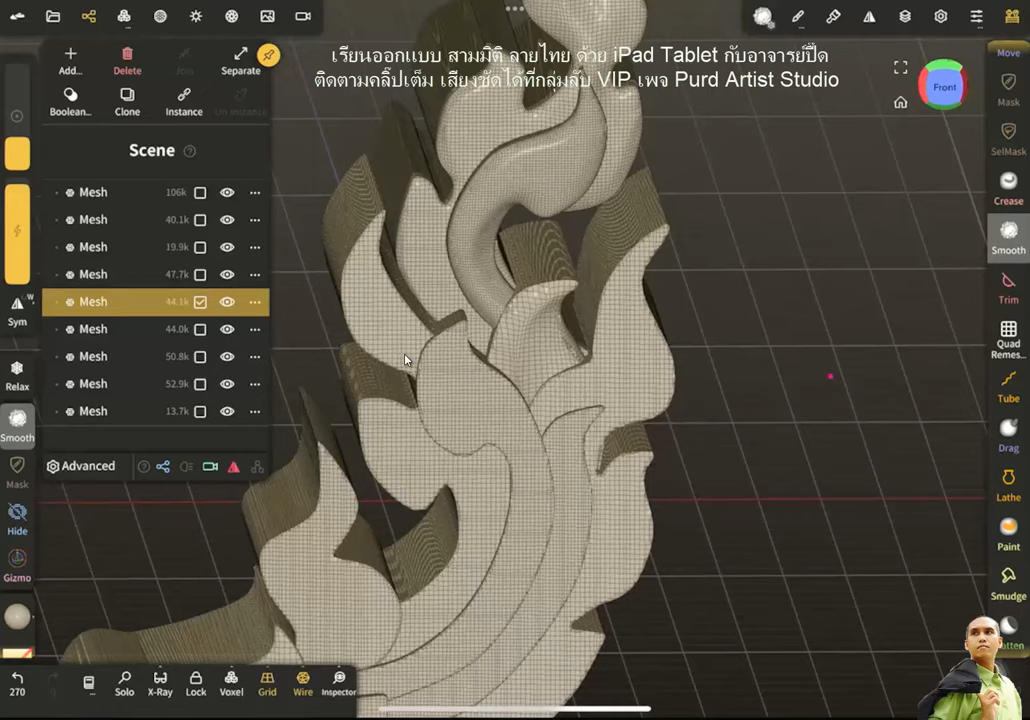 เรียนออกแบบ สามมิติ ลายไทย ด้วย iPad Tablet กับอาจารย์ปื๊ด
ติดตามคลิ๊ปเต็ม เสียงชัดได้ที่กลุ่มลับ VIP เพจ Purd Artist Studio
Add...
Delete
Join
Separate
Boolean...
Clone
Instance
Un instance
Scene
Mesh 106k
Mesh 40.1k
Mesh 19.9k
Mesh 47.7k
Mesh 44.1k
Mesh 44.0k
Mesh 50.8k
Mesh 52.9k
Mesh 13.7k
Advanced
Sym
Relax
Smooth
Mask
Hide
Gizmo
270
Solo
X-Ray
Lock
Voxel
Grid
Wire
Inspector
Front
Move
Mask
SelMask
Crease
Smooth
Trim
Quad
Remes...
Tube
Drag
Lathe
Paint
Smudge